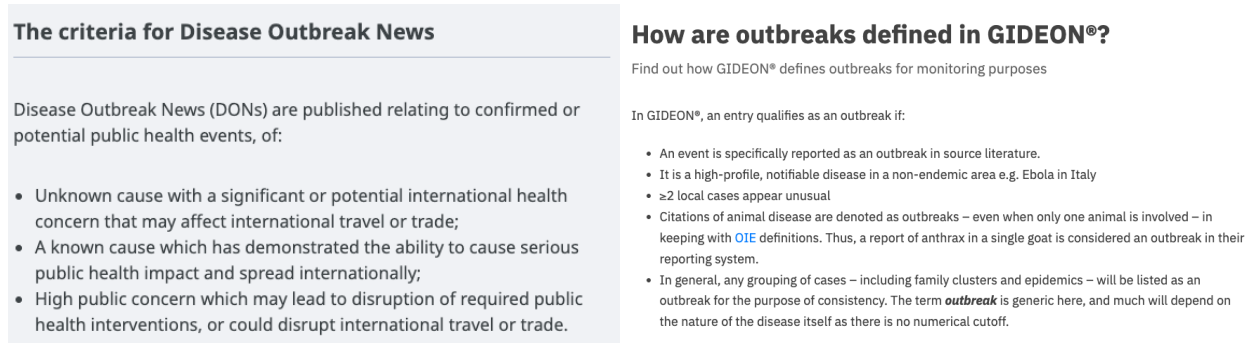 The criteria for Disease Outbreak News
Disease Outbreak News (DONs) are published relating to confirmed or
potential public health events, of:
• Unknown cause with a significant or potential international health
concern that may affect international travel or trade;
• A known cause which has demonstrated the ability to cause serious
public health impact and spread internationally;
• High public concern which may lead to disruption of required public
health interventions, or could disrupt international travel or trade.
How are outbreaks defined in GIDEON®?
Find out how GIDEON® defines outbreaks for monitoring purposes
In GIDEON®, an entry qualifies as an outbreak if:
• An event is specifically reported as an outbreak in source literature.
• It is a high-profile, notifiable disease in a non-endemic area e.g. Ebola in Italy
• ≥2 local cases appear unusual
• Citations of animal disease are denoted as outbreaks – even when only one animal is involved – in
keeping with OIE definitions. Thus, a report of anthrax in a single goat is considered an outbreak in their
reporting system.
• In general, any grouping of cases – including family clusters and epidemics – will be listed as an
outbreak for the purpose of consistency. The term outbreak is generic here, and much will depend on
the nature of the disease itself as there is no numerical cutoff.